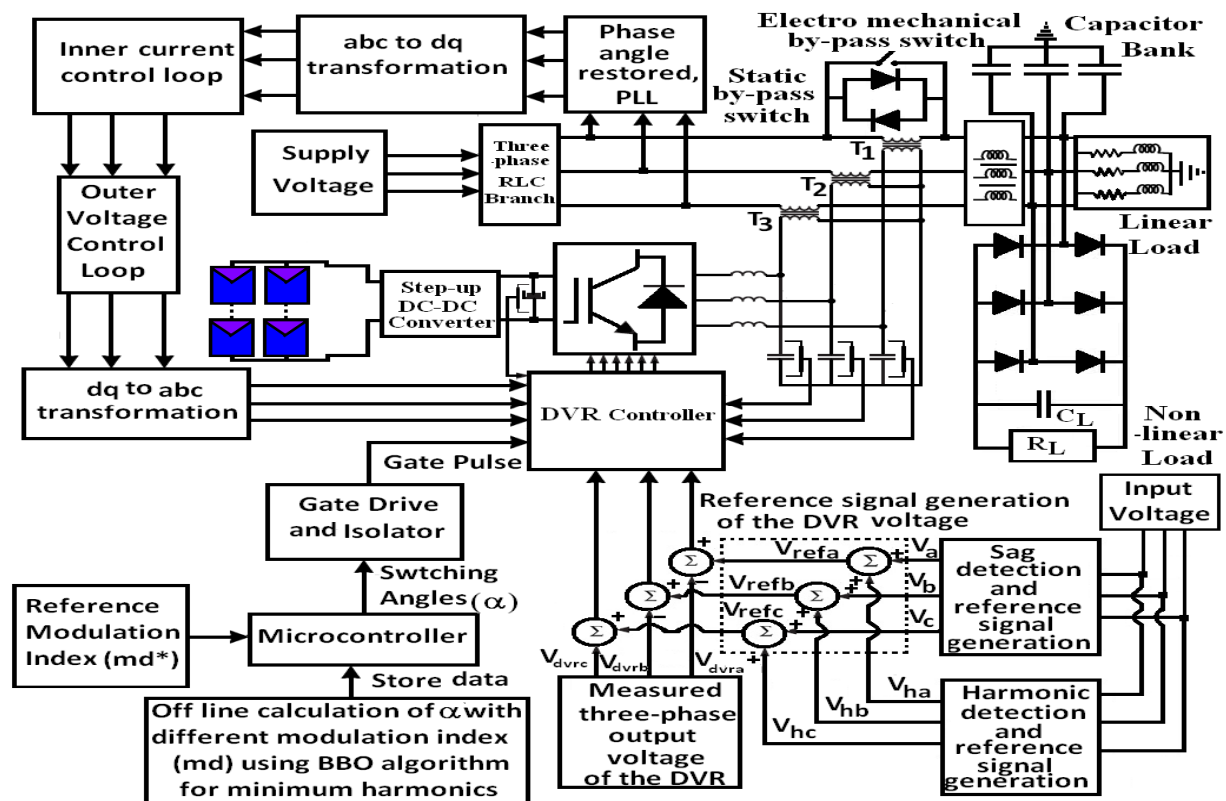 Inner current
control loop
abc to dq
transformation
Phase
angle
restored,
PLL
Electro mechanical
by-pass switch
Static
by-pass
switch
Capacitor
Bank
Supply
Voltage
Three
-phase
RLC
Branch
T1
T2
T3
Linear
Load
Outer
Voltage
Control
Loop
Step-up
DC-DC
Converter
dq to abc
transformation
DVR Controller
CL
RL
Non
-linear
Load
Gate Pulse
Gate Drive
and Isolator
Swtching
Angles(α)
Reference
Modulation
Index (md*)
Microcontroller
Store data
Off line calculation of α with
different modulation index
(md) using BBO algorithm
for minimum harmonics
Reference signal generation
of the DVR voltage
Input
Voltage
+ Σ − Vrefa + Σ + Va
+ Σ − Vrefb + Σ + Vb
+ Σ − Vrefc + Σ + Vc
Sag
detection
and
reference
signal
generation
Vdvrc Vdvrb Vdvra
Measured
three-phase
output
voltage
of the DVR
Vha
Vhb
Vhc
Harmonic
detection
and
reference
signal
generation